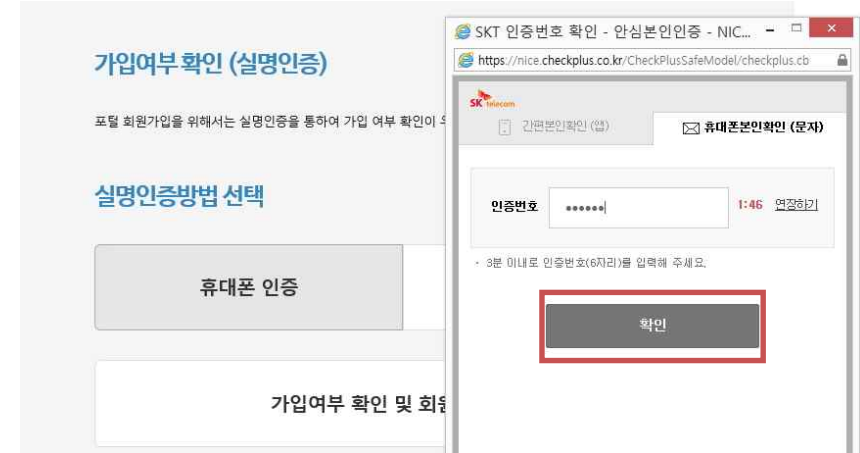 가입여부 확인 (실명인증)
포털 회원가입을 위해서는 실명인증을 통하여 가입 여부 확인이
실명인증방법 선택
휴대폰 인증
가입여부 확인 및
SKT 인증번호 확인 - 안심본인인증 - NIC...
https://nice.checkplus.co.kr/CheckPlusSafeModel/checkplus.cb
SK telecom
간편본인확인 (앱)
휴대폰본인확인 (문자)
인증번호
1:46 연장하기
- 3분 이내로 인증번호(6자리)를 입력해 주세요.
확인